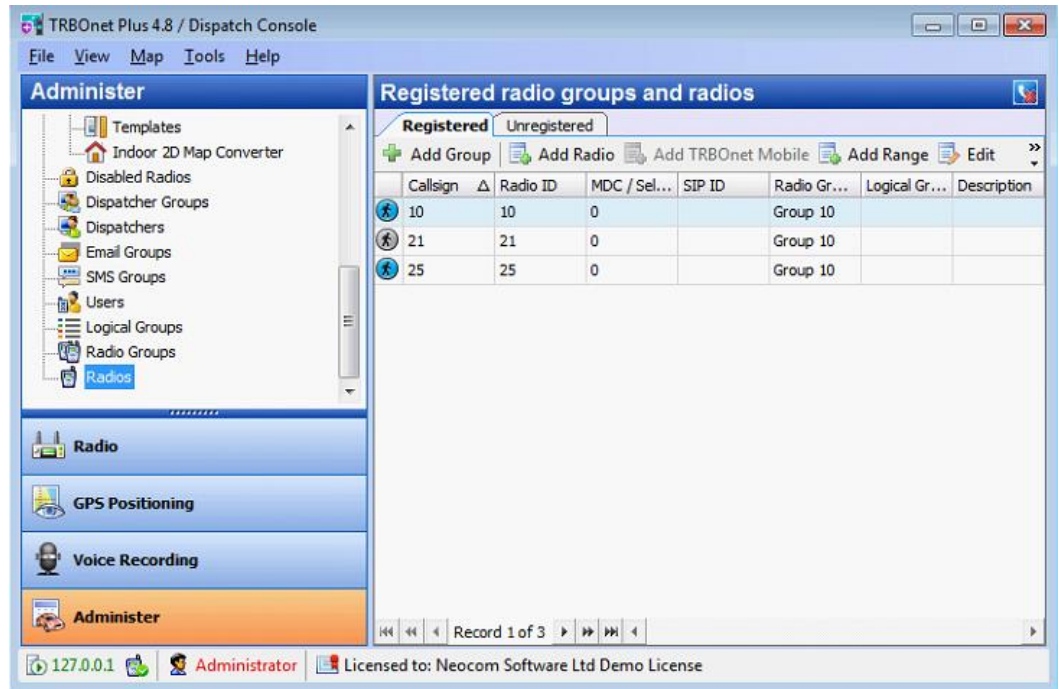 TRBOnet Plus 4.8 / Dispatch Console
File View Map Tools Help
Administer
Templates
Indoor 2D Map Converter
Disabled Radios
Dispatcher Groups
Dispatchers
Email Groups
SMS Groups
Users
Logical Groups
Radio Groups
Radios
Radio
GPS Positioning
Voice Recording
Administer
Registered radio groups and radios
Registered Unregistered
Add Group Add Radio Add TRBOnet Mobile Add Range Edit »
Callsign Radio ID MDC / Sel... SIP ID Radio Gr... Logical Gr... Description
10 10 0 Group 10
21 21 0 Group 10
25 25 0 Group 10
Record 1 of 3
127.0.0.1 Administrator Licensed to: Neocom Software Ltd Demo License